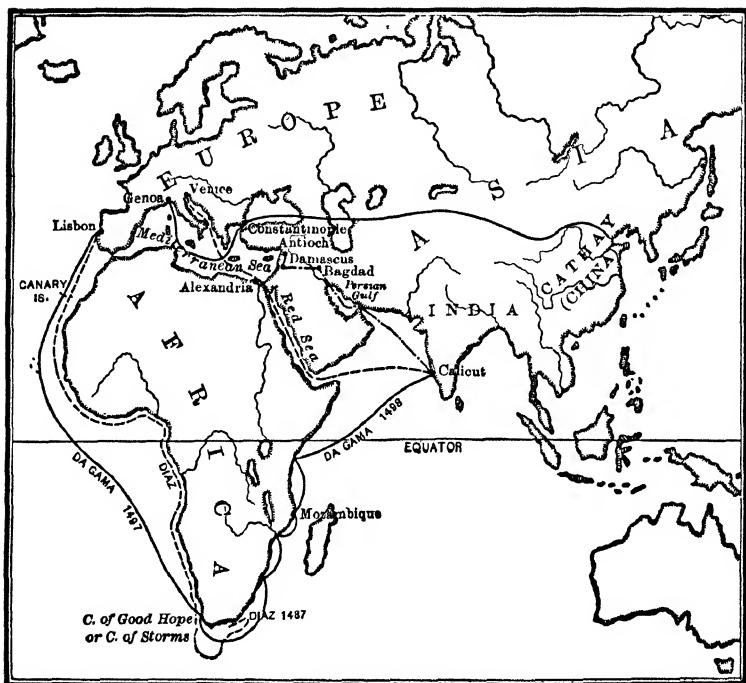 EUROPE
ASIA
Genoa
Venice
Lisbon
Constantinople
Antioch
Mediterranean Sea
Damascus
Bagdad
CATHAY
(CHINA)
CANARY
IS.
Alexandria
Persian
Gulf
INDIA
AFRICA
Red Sea
Calicut
DA GAMA 1498
EQUATOR
DIAZ
DA GAMA 1497
Mozambique
C. of Good Hope
or C. of Storms
DIAZ 1487